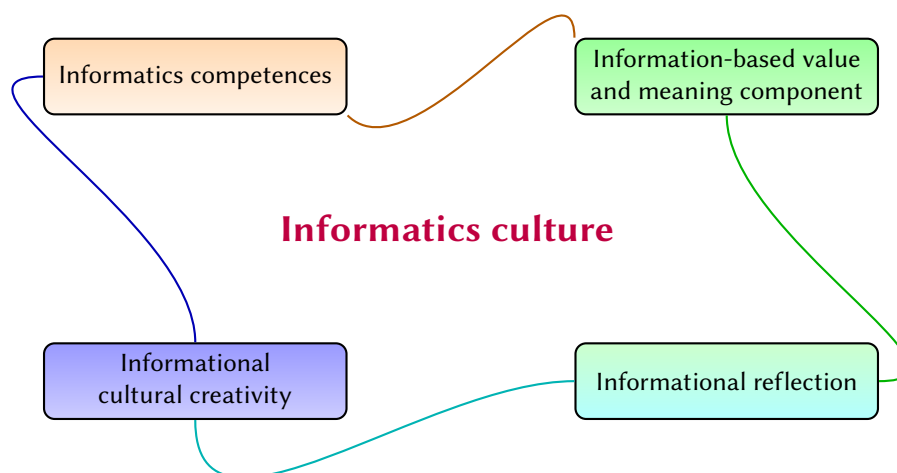 Informatics competences
Information-based value
and meaning component
Informatics culture
Informational
cultural creativity
Informational reflection